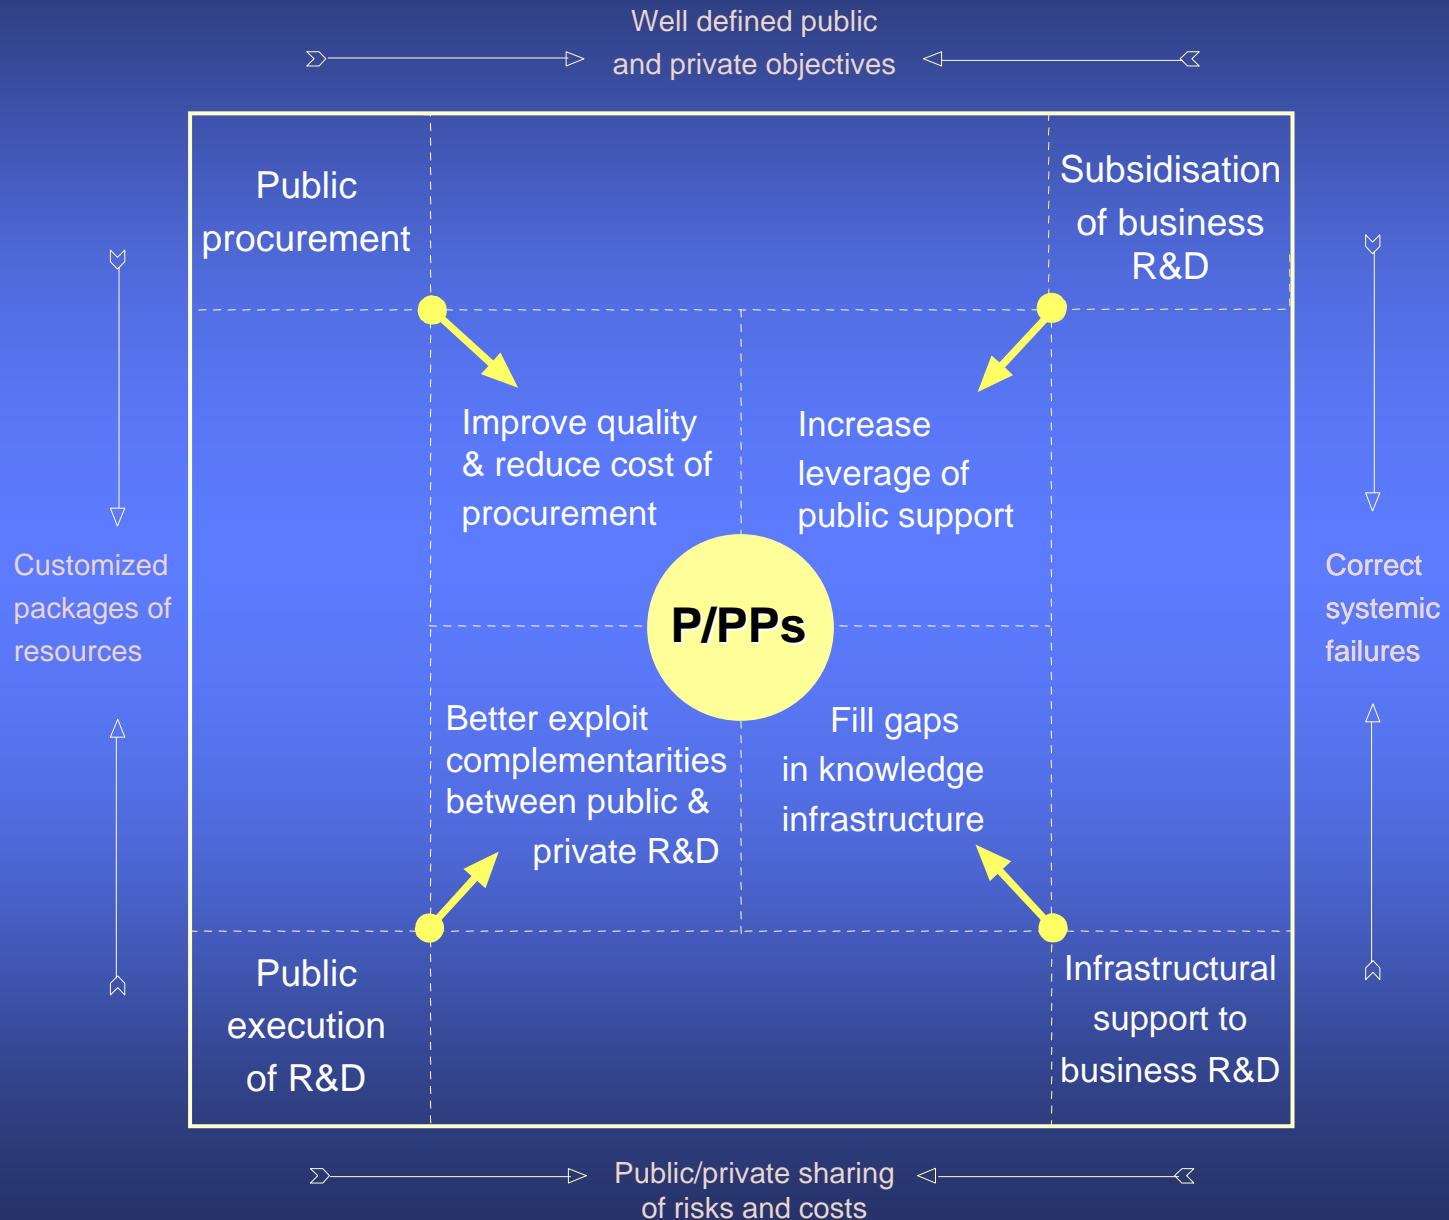 Well defined public
and private objectives
Public
procurement
Subsidisation
of business
R&D
Improve quality
& reduce cost of
procurement
Increase
leverage of
public support
Customized
packages of
resources
P/PPs
Correct
systemic
failures
Better exploit
complementarities
between public &
private R&D
Fill gaps
in knowledge
infrastructure
Public
execution
of R&D
Infrastructural
support to
business R&D
Public/private sharing
of risks and costs